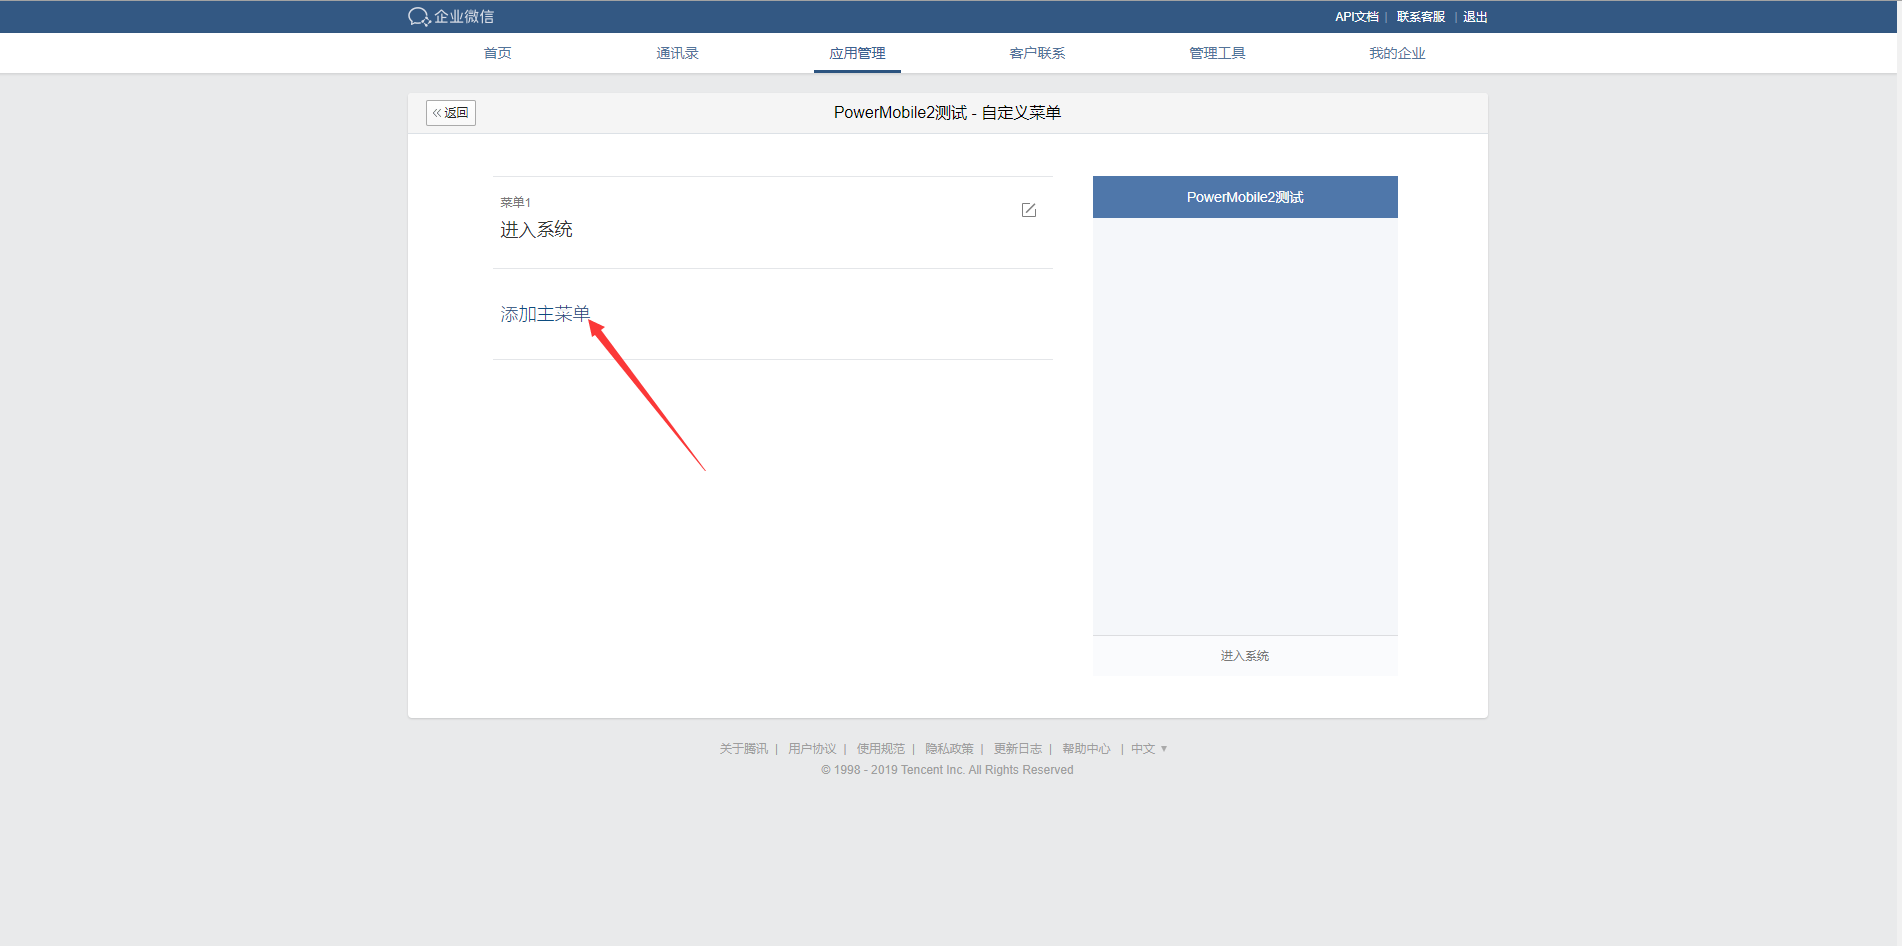 企业微信
API文档 | 联系客服 | 退出
首页 通讯录 应用管理 客户联系 管理工具 我的企业
« 返回
PowerMobile2测试 - 自定义菜单
菜单1
进入系统
添加主菜单
PowerMobile2测试
进入系统
关于腾讯 | 用户协议 | 使用规范 | 隐私政策 | 更新日志 | 帮助中心 | 中文 ▼
© 1998 - 2019 Tencent Inc. All Rights Reserved